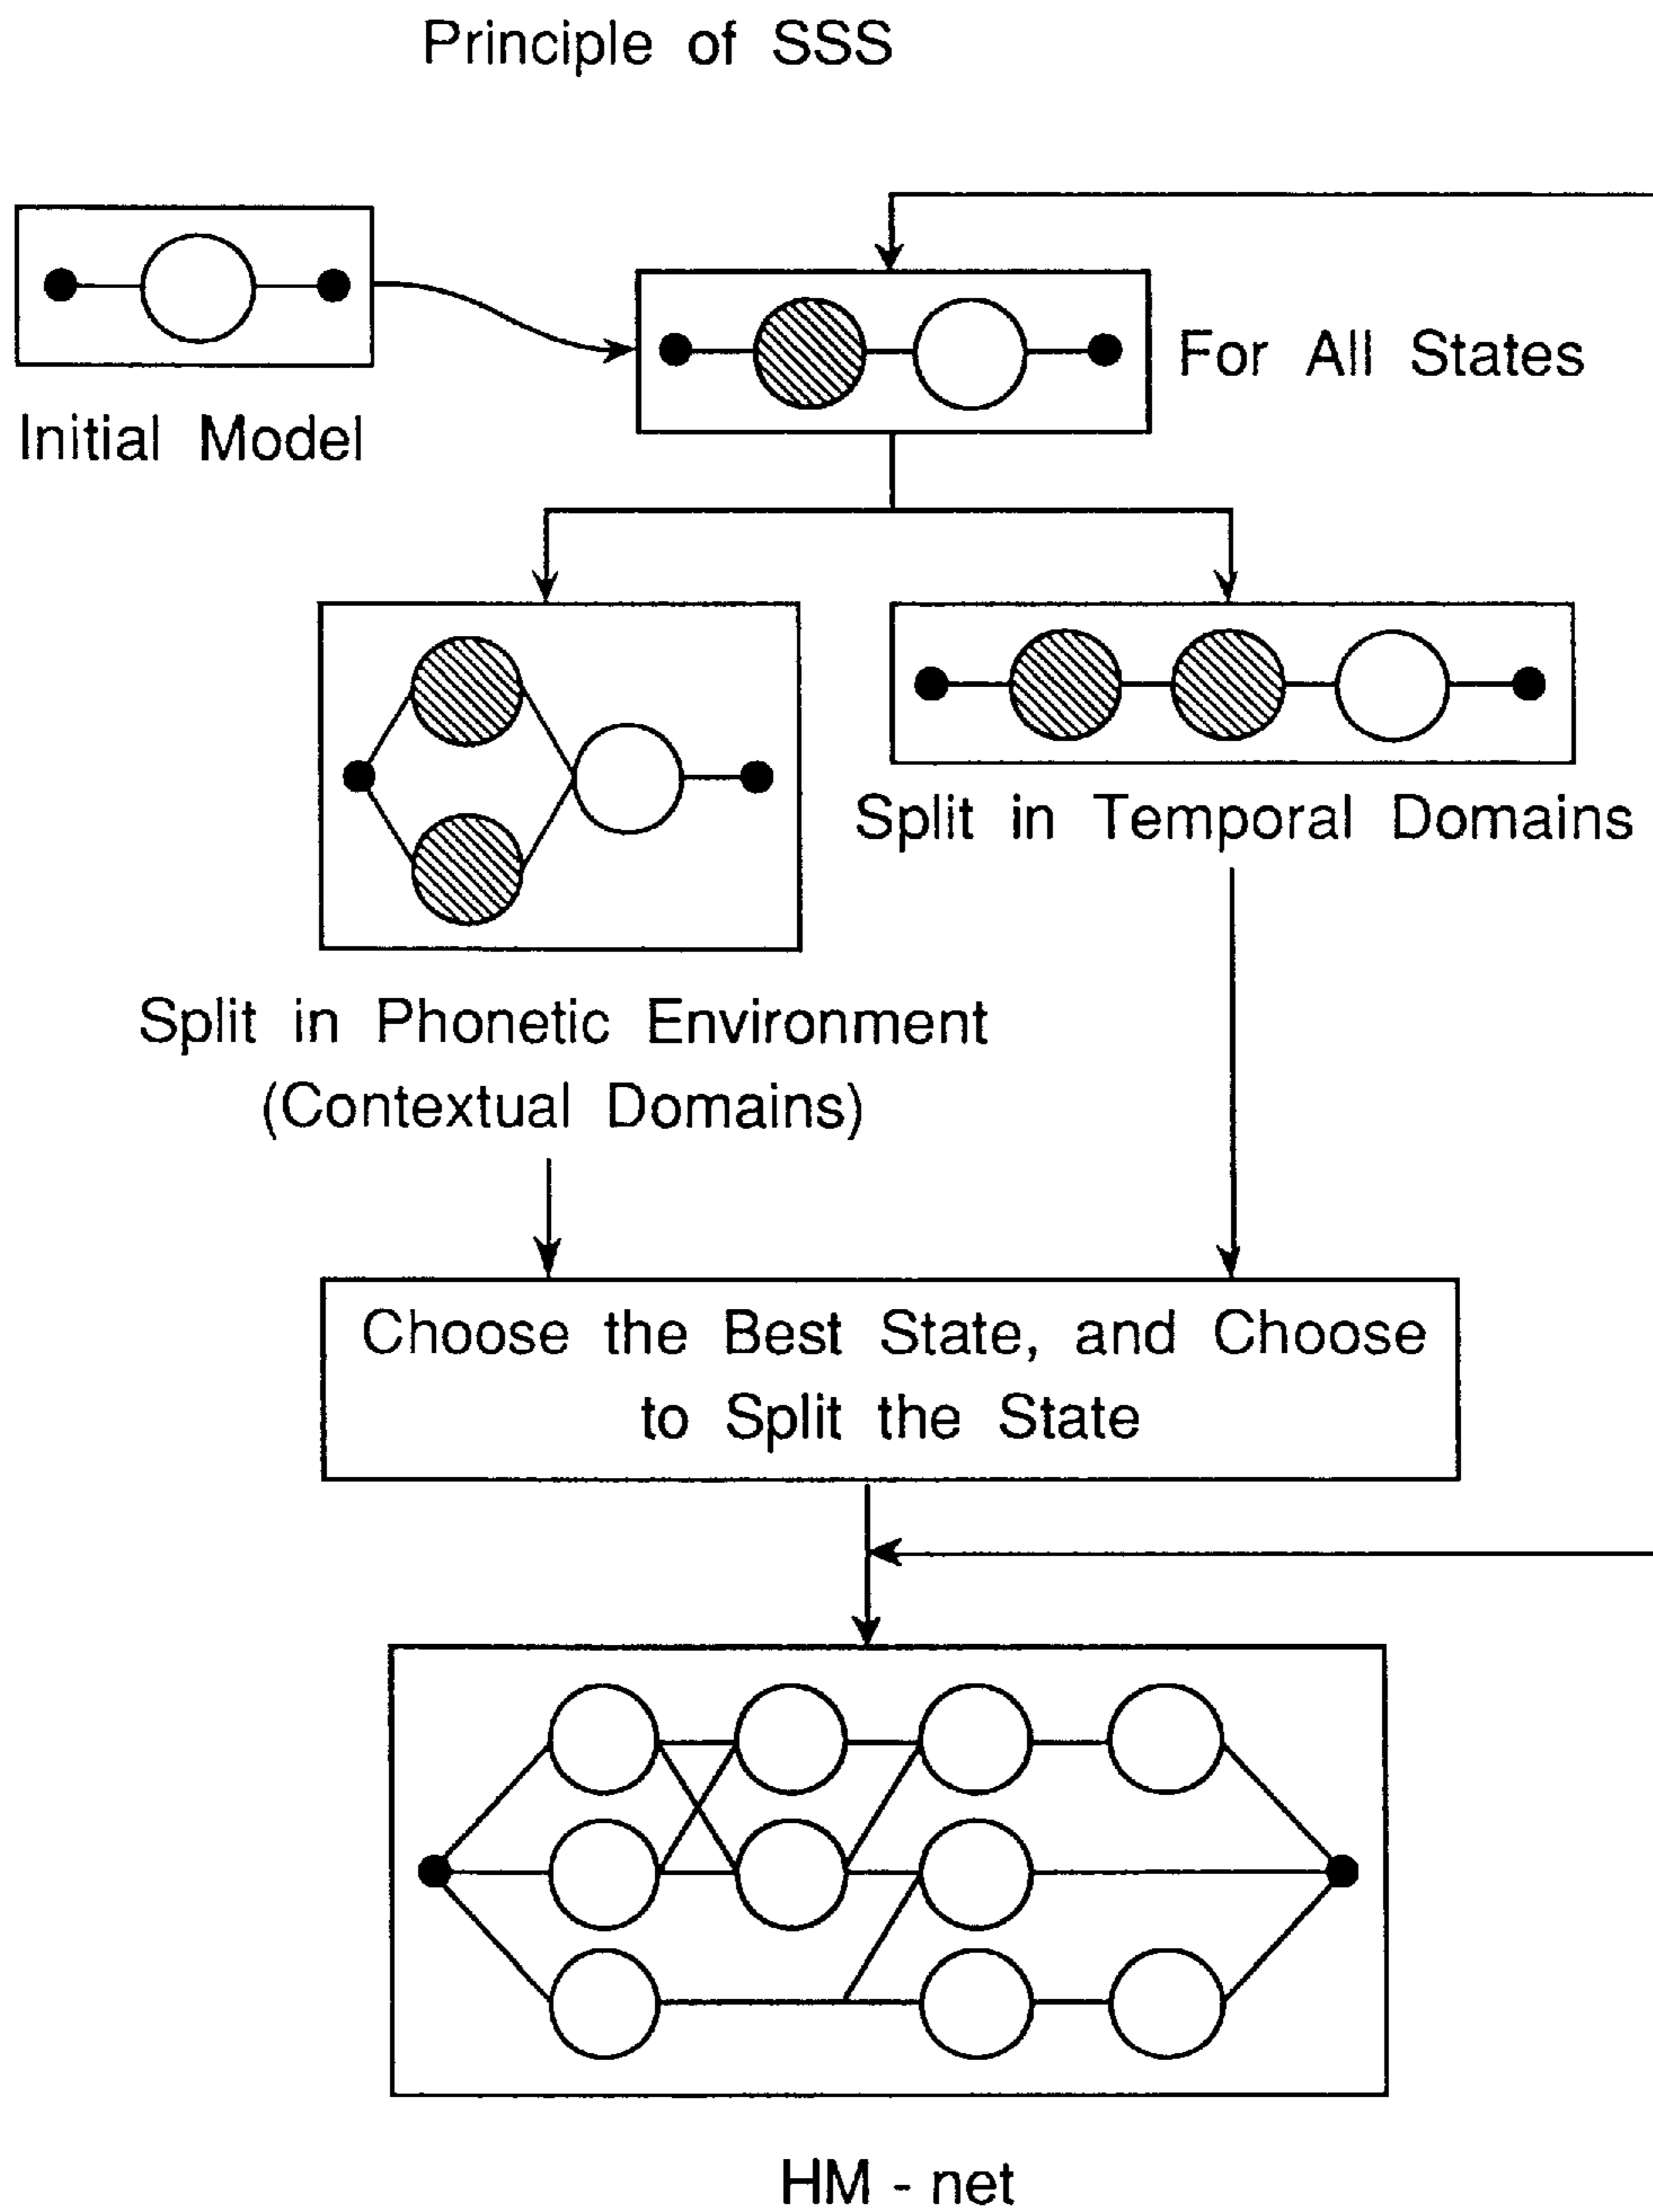 Principle of SSS
Initial Model
For All States
Split in Temporal Domains
Split in Phonetic Environment
(Contextual Domains)
Choose the Best State, and Choose
to Split the State
HM - net